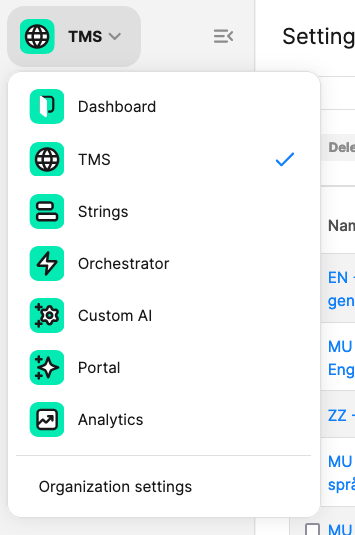 TMS
Setting
Dashboard
TMS
Strings
Orchestrator
Custom AI
Portal
Analytics
Organization settings
Dele
Nam
EN -
gen
MU
Eng
ZZ -
MU
språ
MU